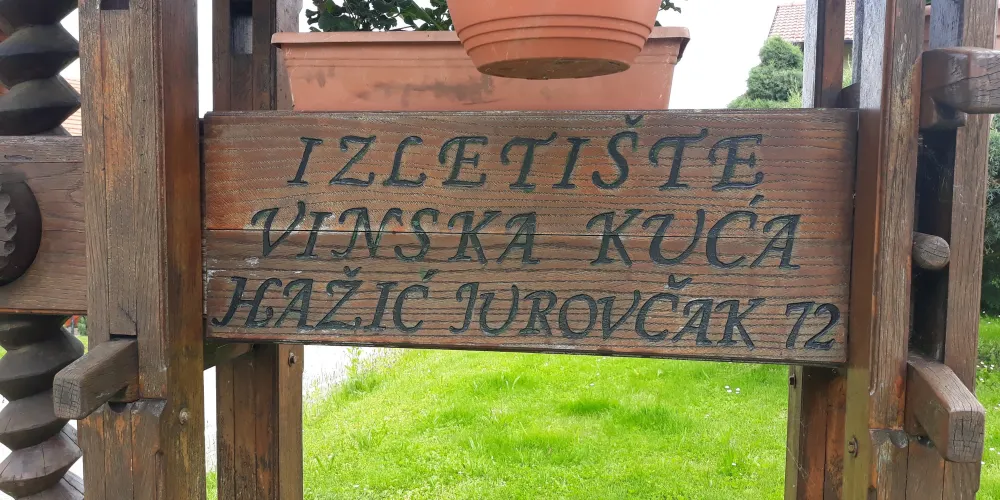 IZLETIŠTE
VINSKA KUĆA
HAŽIĆ JUROVČAK 72